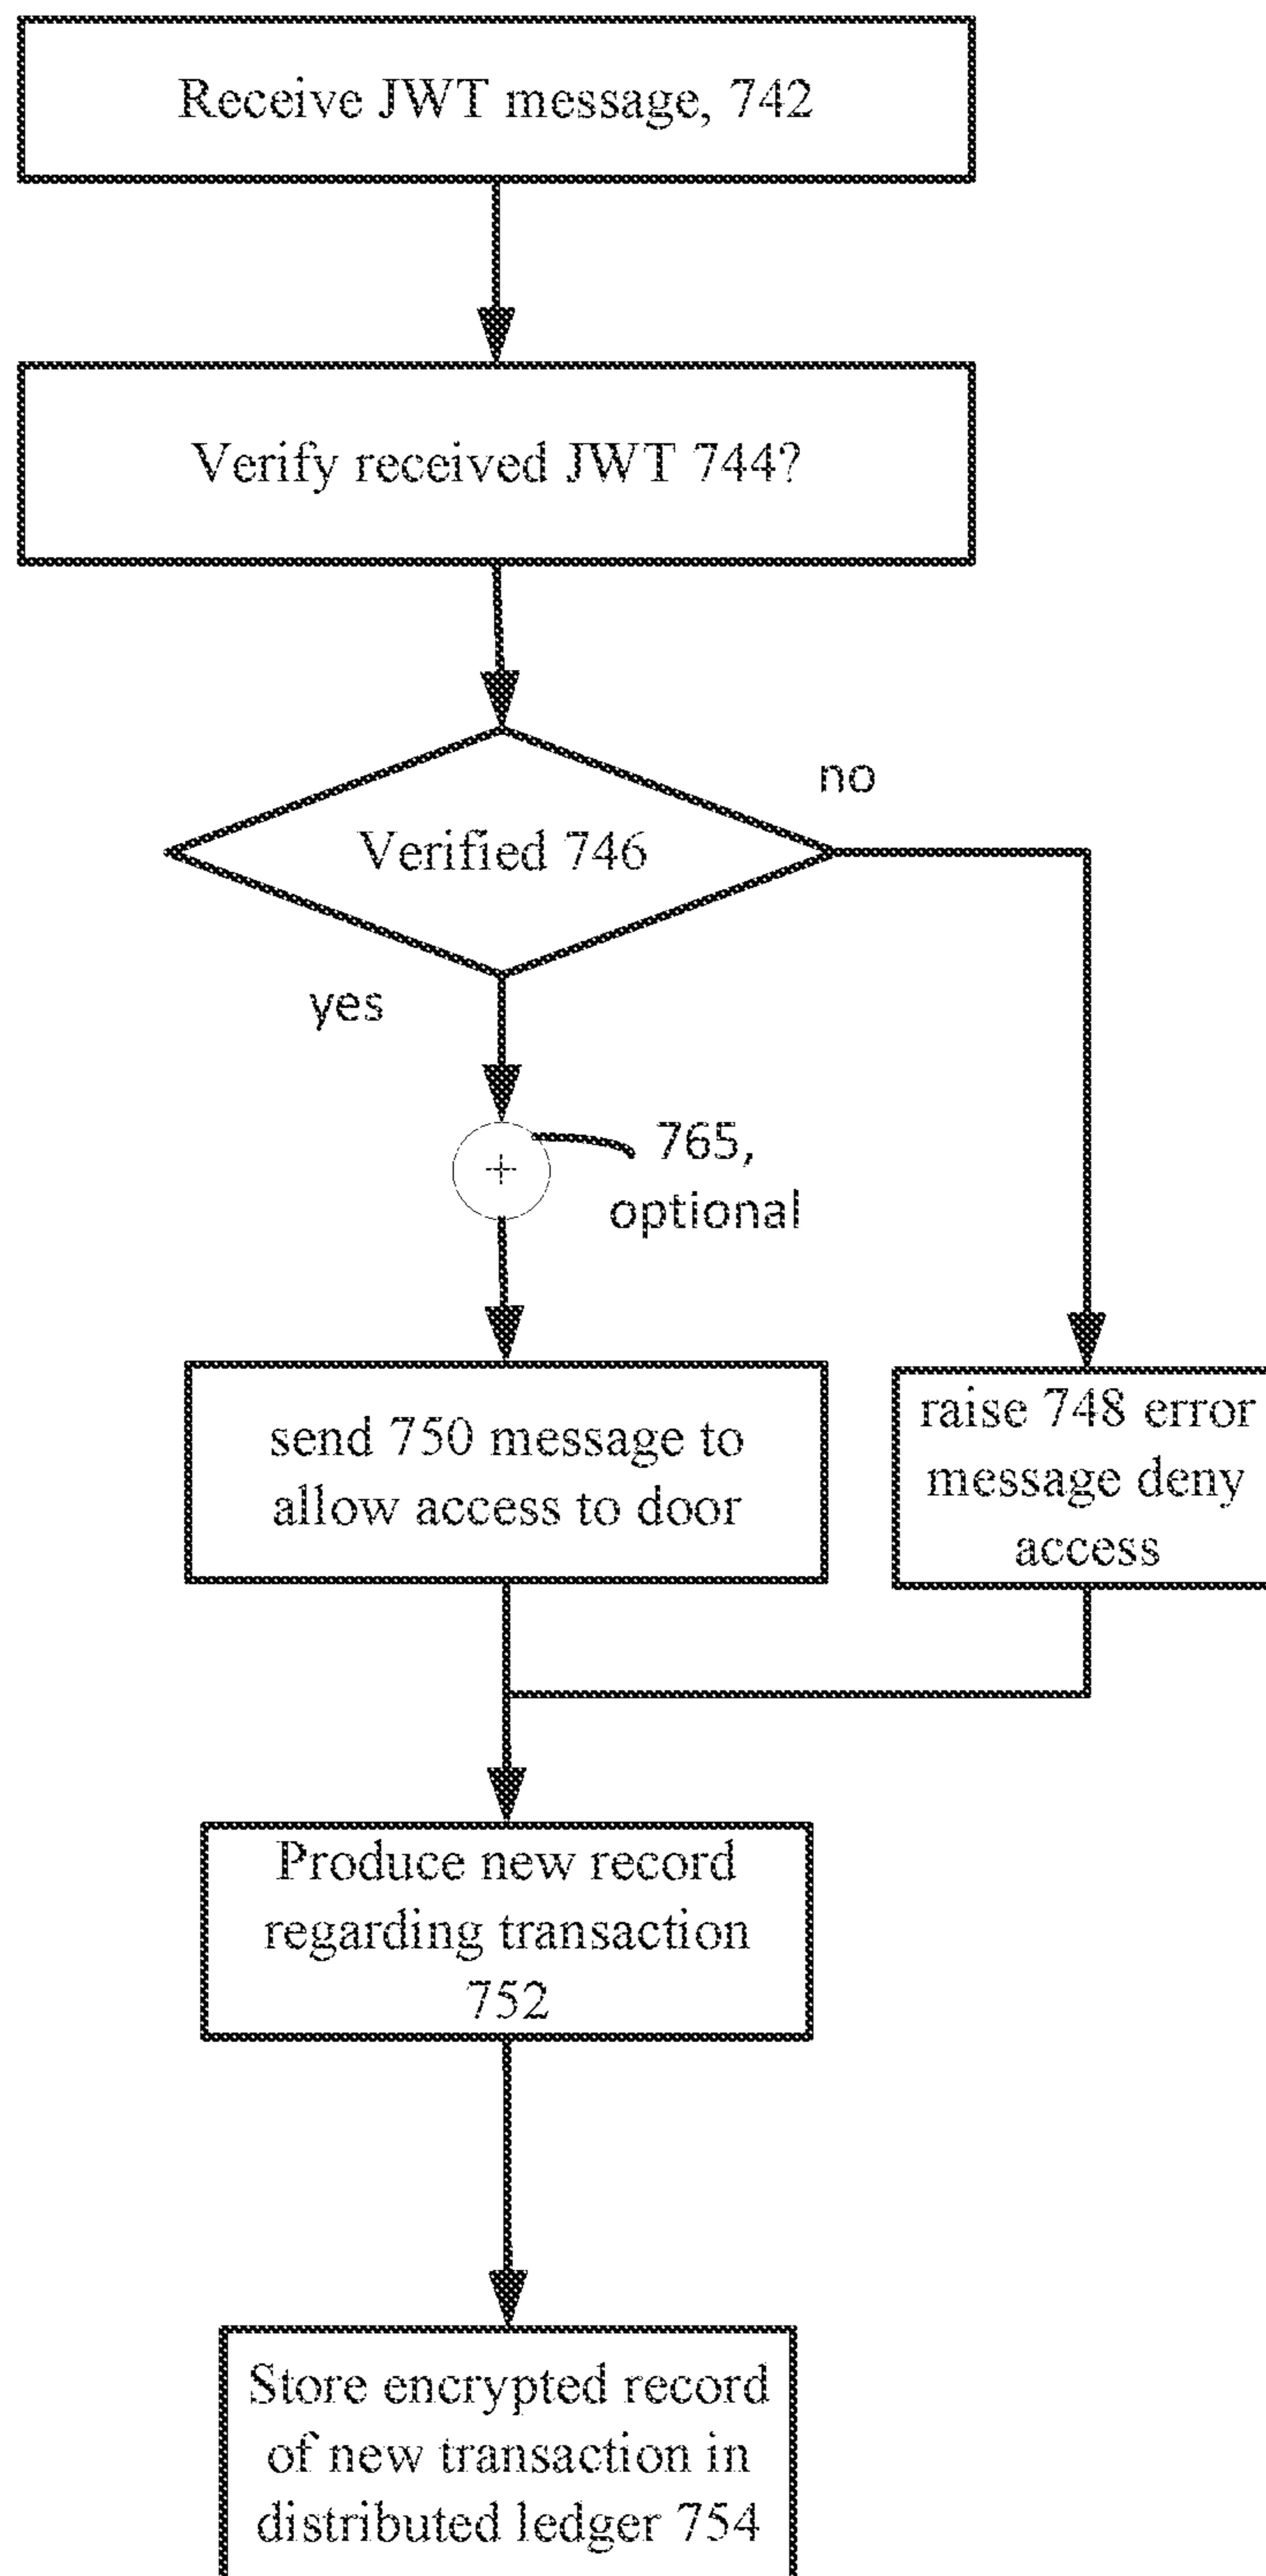 Receive JWT message, 742
Verify received JWT 744?
no
Verified 746
yes
+
765,
optional
send 750 message to
allow access to door
raise 748 error
message deny
access
Produce new record
regarding transaction
752
Store encrypted record
of new transaction in
distributed ledger 754